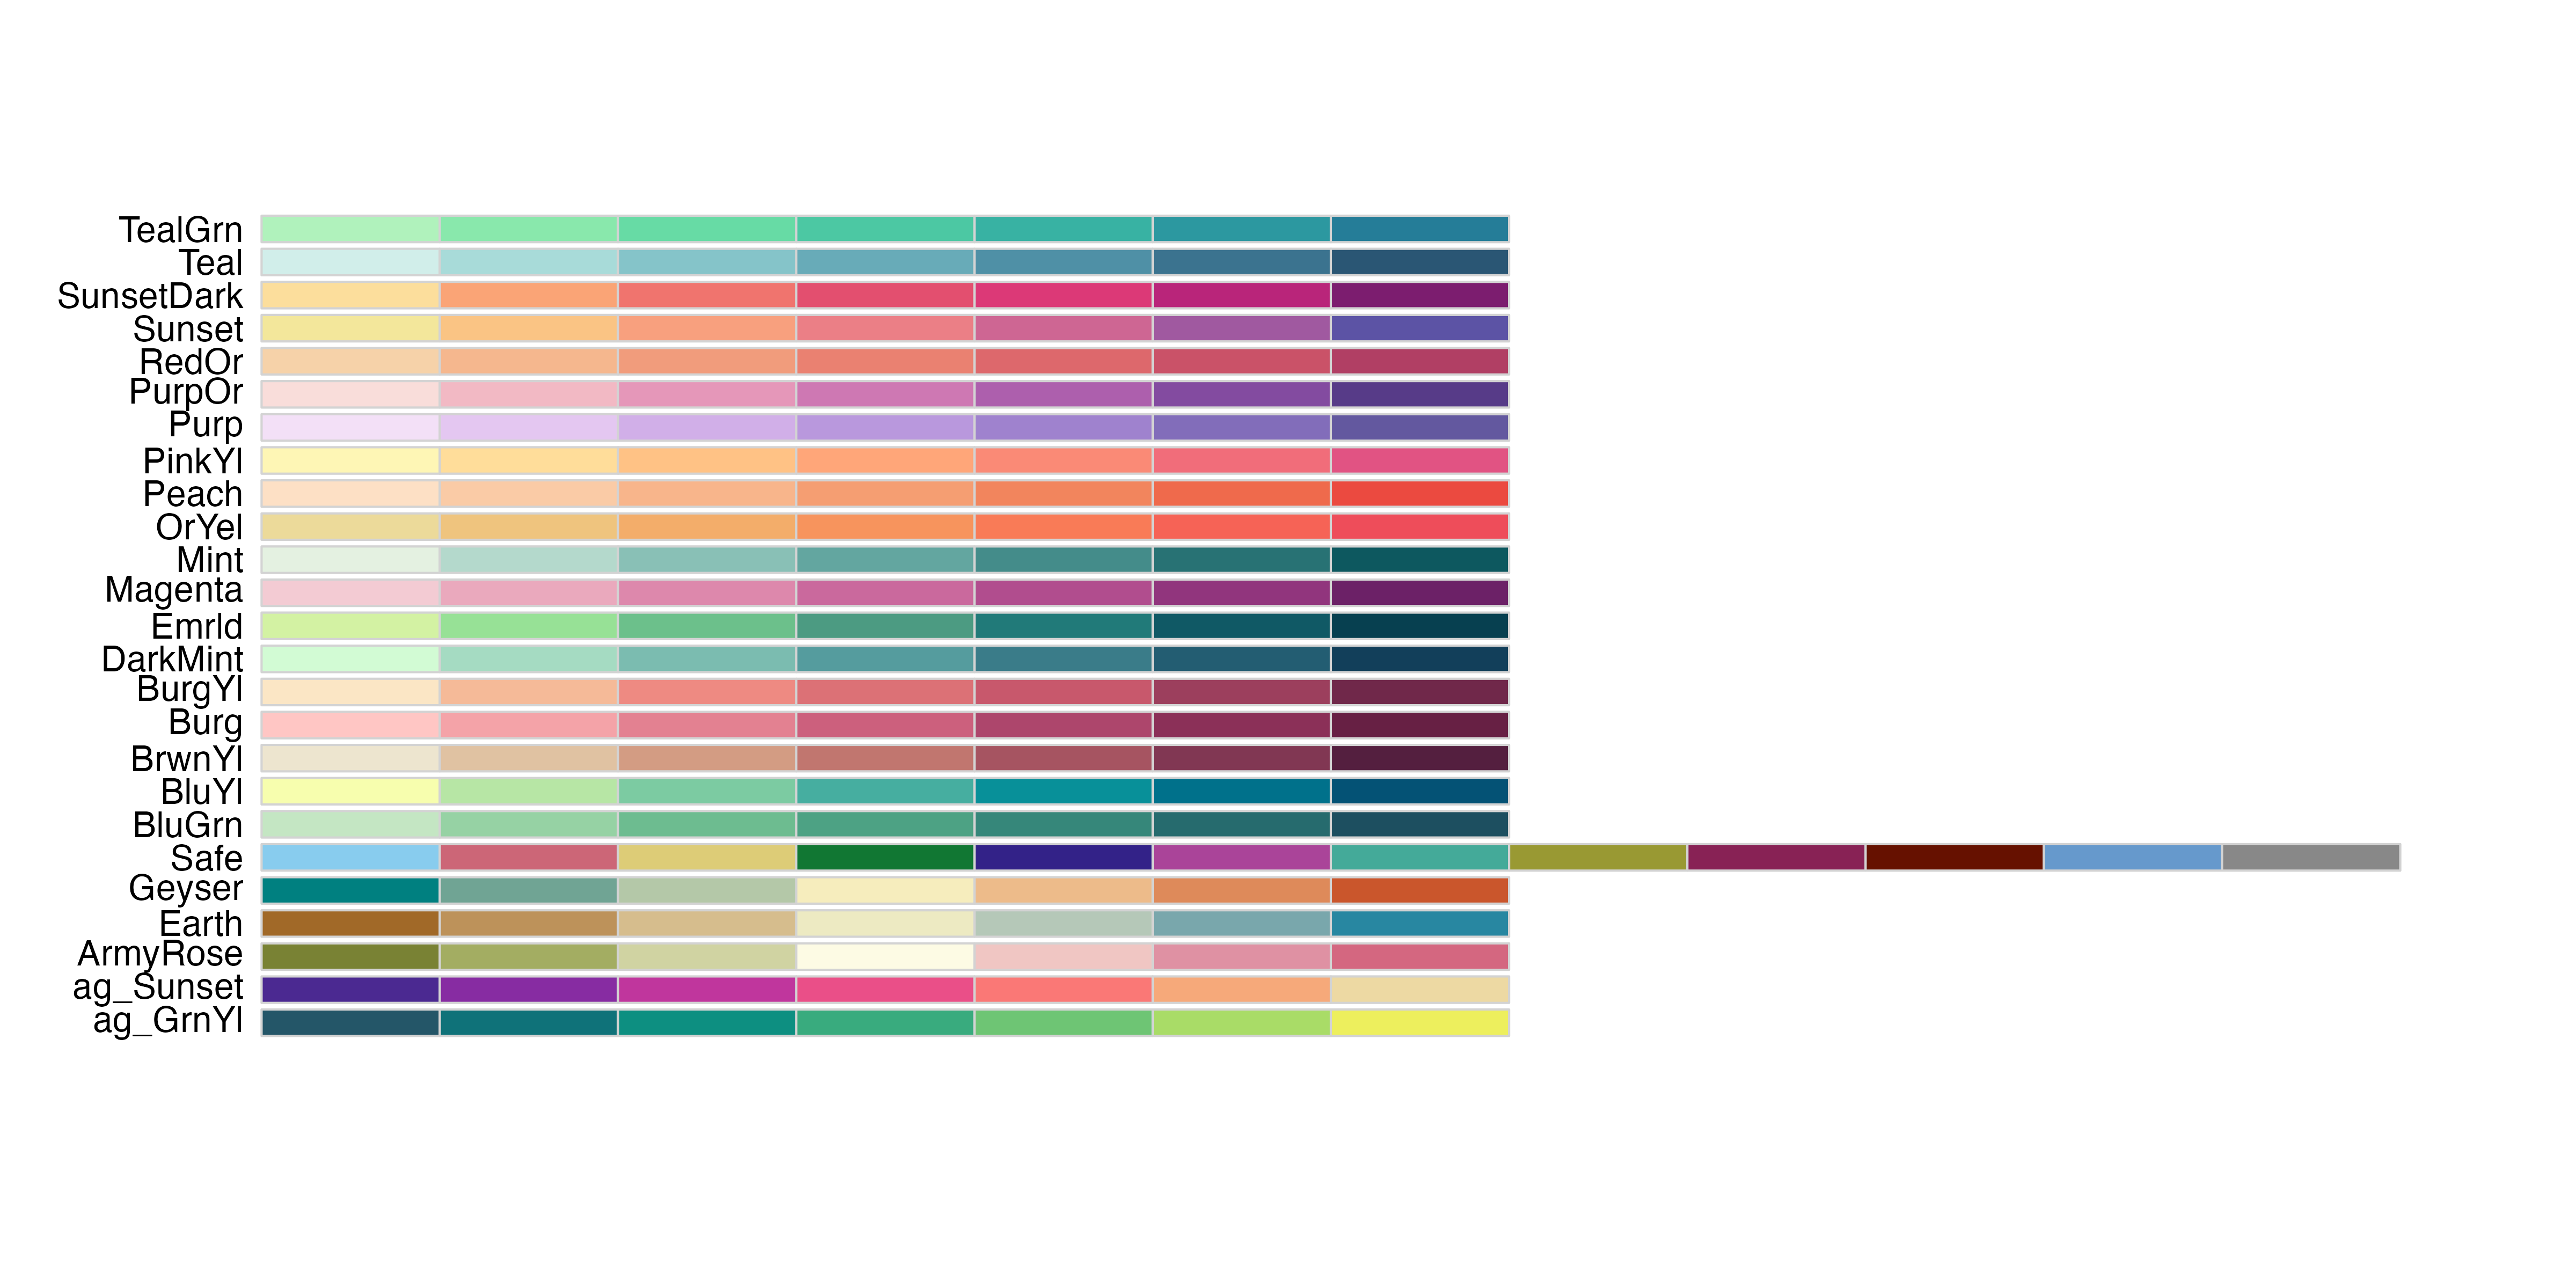 TealGrn
Teal
SunsetDark
Sunset
RedOr
PurpOr
Purp
PinkYl
Peach
OrYel
Mint
Magenta
Emrld
DarkMint
BurgYl
Burg
BrwnYl
BluYl
BluGrn
Safe
Geyser
Earth
ArmyRose
ag_Sunset
ag_GrnYl